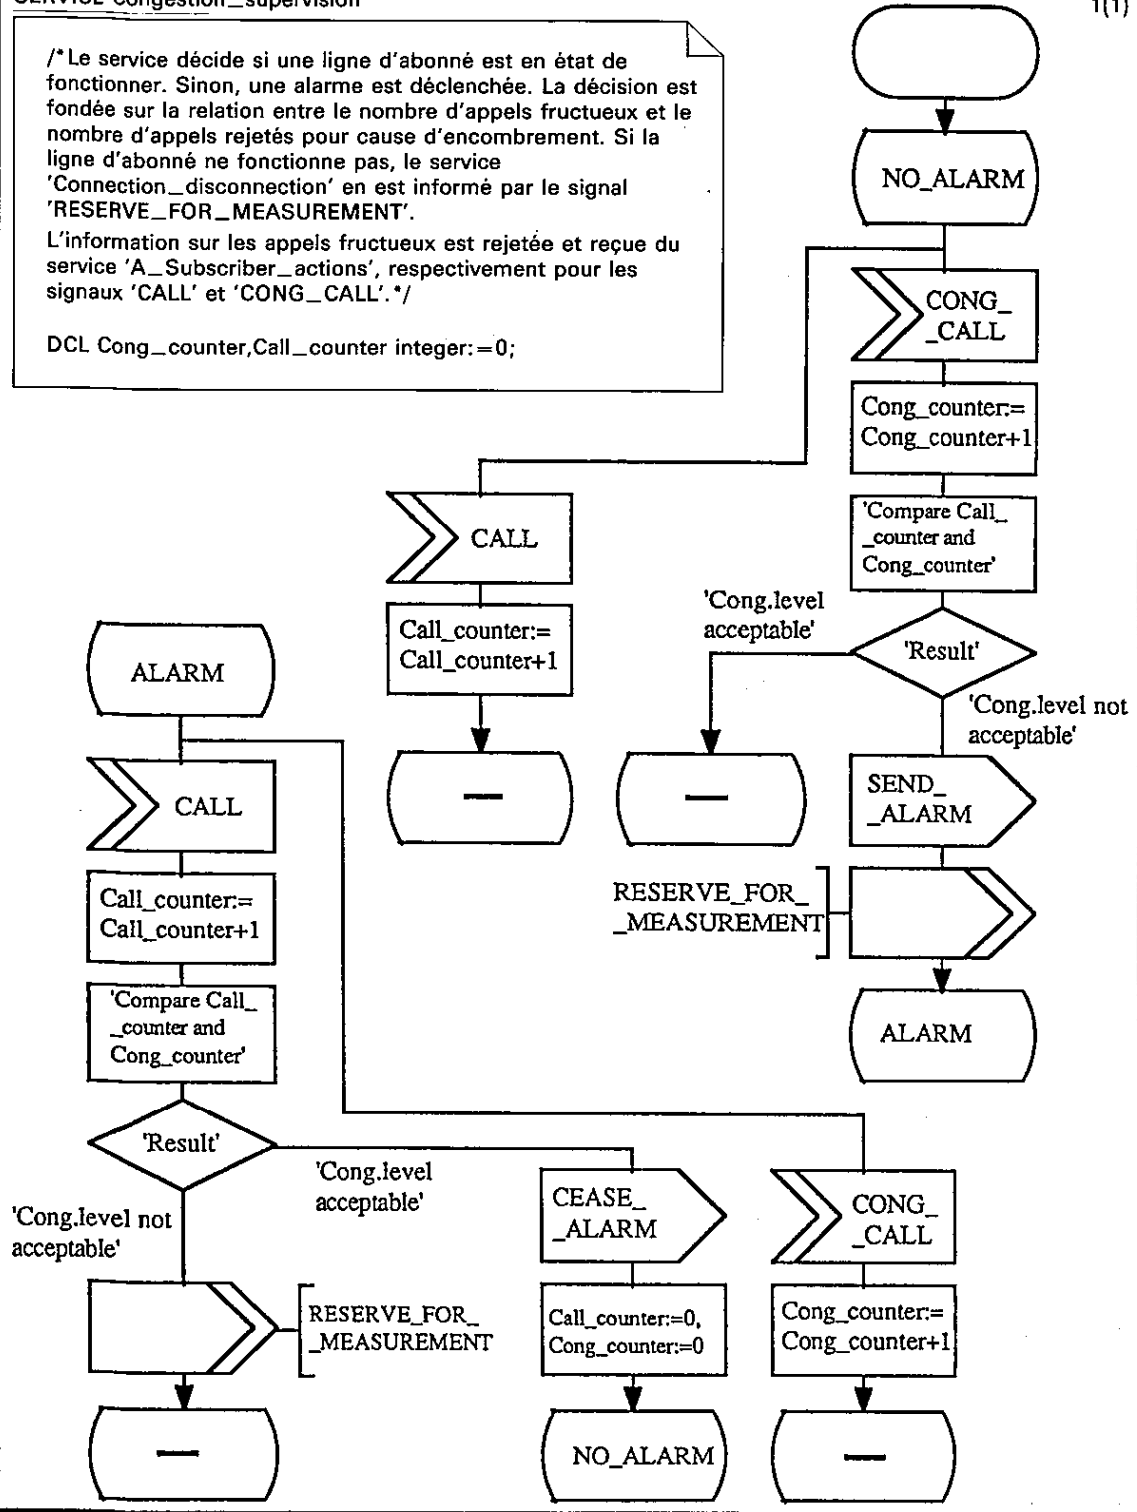 SERVICE Congestion_supervision
1(1)
/*Le service décide si une ligne d'abonné est en état de
fonctionner. Sinon, une alarme est déclenchée. La décision est
fondée sur la relation entre le nombre d'appels fructueux et le
nombre d'appels rejetés pour cause d'encombrement. Si la
ligne d'abonné ne fonctionne pas, le service
'Connection_disconnection' en est informé par le signal
'RESERVE_FOR_MEASUREMENT'.
L'information sur les appels fructueux est rejetée et reçue du
service 'A_Subscriber_actions', respectivement pour les
signaux 'CALL' et 'CONG_CALL'.*/
DCL Cong_counter,Call_counter integer:=0;
NO_ALARM
CONG_
_CALL
Cong_counter:=
Cong_counter+1
'Compare Call_
_counter and
Cong_counter'
'Result'
'Cong.level
acceptable'
'Cong.level not
acceptable'
CALL
Call_counter:=
Call_counter+1
—
—
SEND_
_ALARM
RESERVE_FOR_
_MEASUREMENT
ALARM
ALARM
CALL
Call_counter:=
Call_counter+1
'Compare Call_
_counter and
Cong_counter'
'Result'
'Cong.level
acceptable'
'Cong.level not
acceptable'
RESERVE_FOR_
_MEASUREMENT
—
CEASE_
_ALARM
Call_counter:=0,
Cong_counter:=0
NO_ALARM
CONG_
_CALL
Cong_counter:=
Cong_counter+1
—